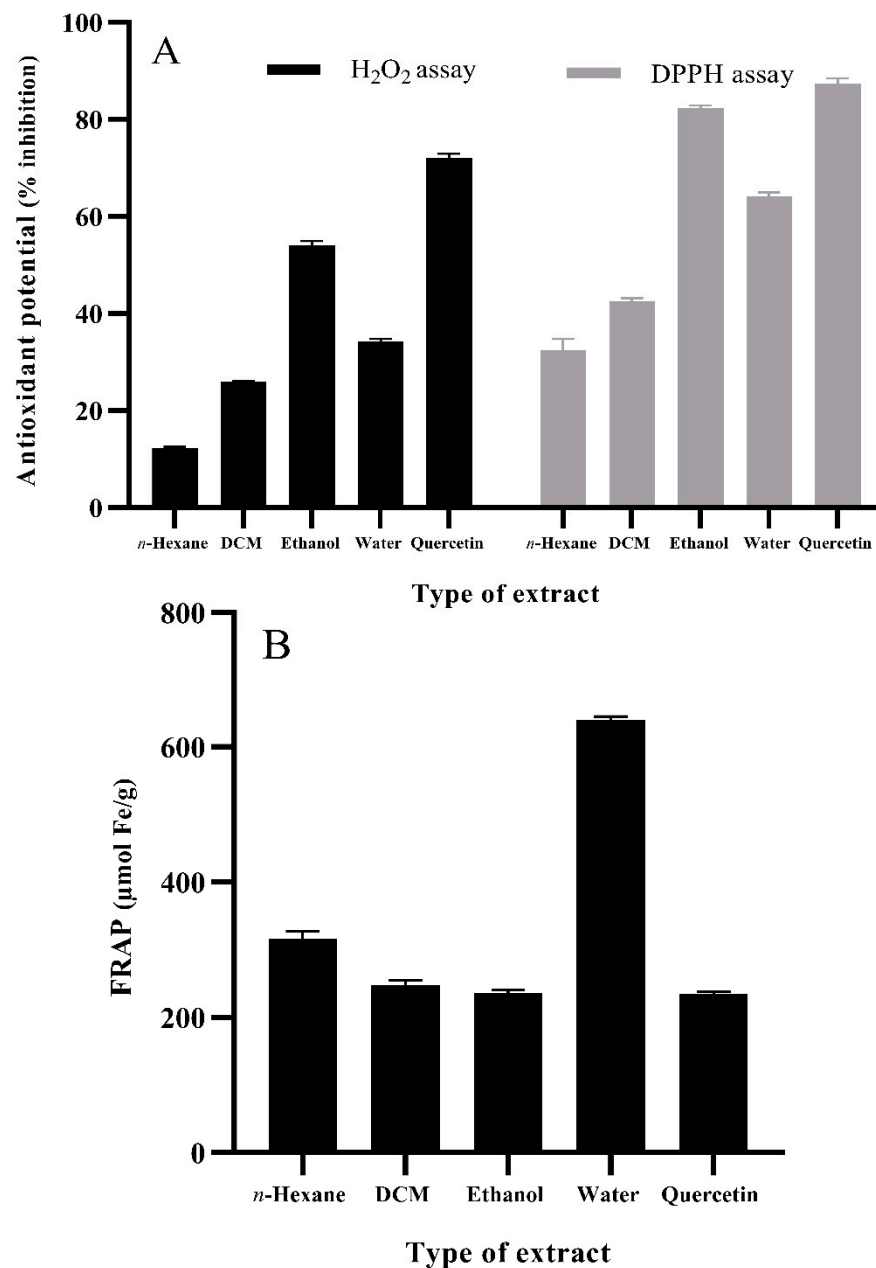 A
H₂O₂ assay
DPPH assay
Antioxidant potential (% inhibition)
100
80
60
40
20
0
n-Hexane DCM Ethanol Water Quercetin n-Hexane DCM Ethanol Water Quercetin
Type of extract
B
FRAP (µmol Fe/g)
800
600
400
200
0
n-Hexane DCM Ethanol Water Quercetin
Type of extract